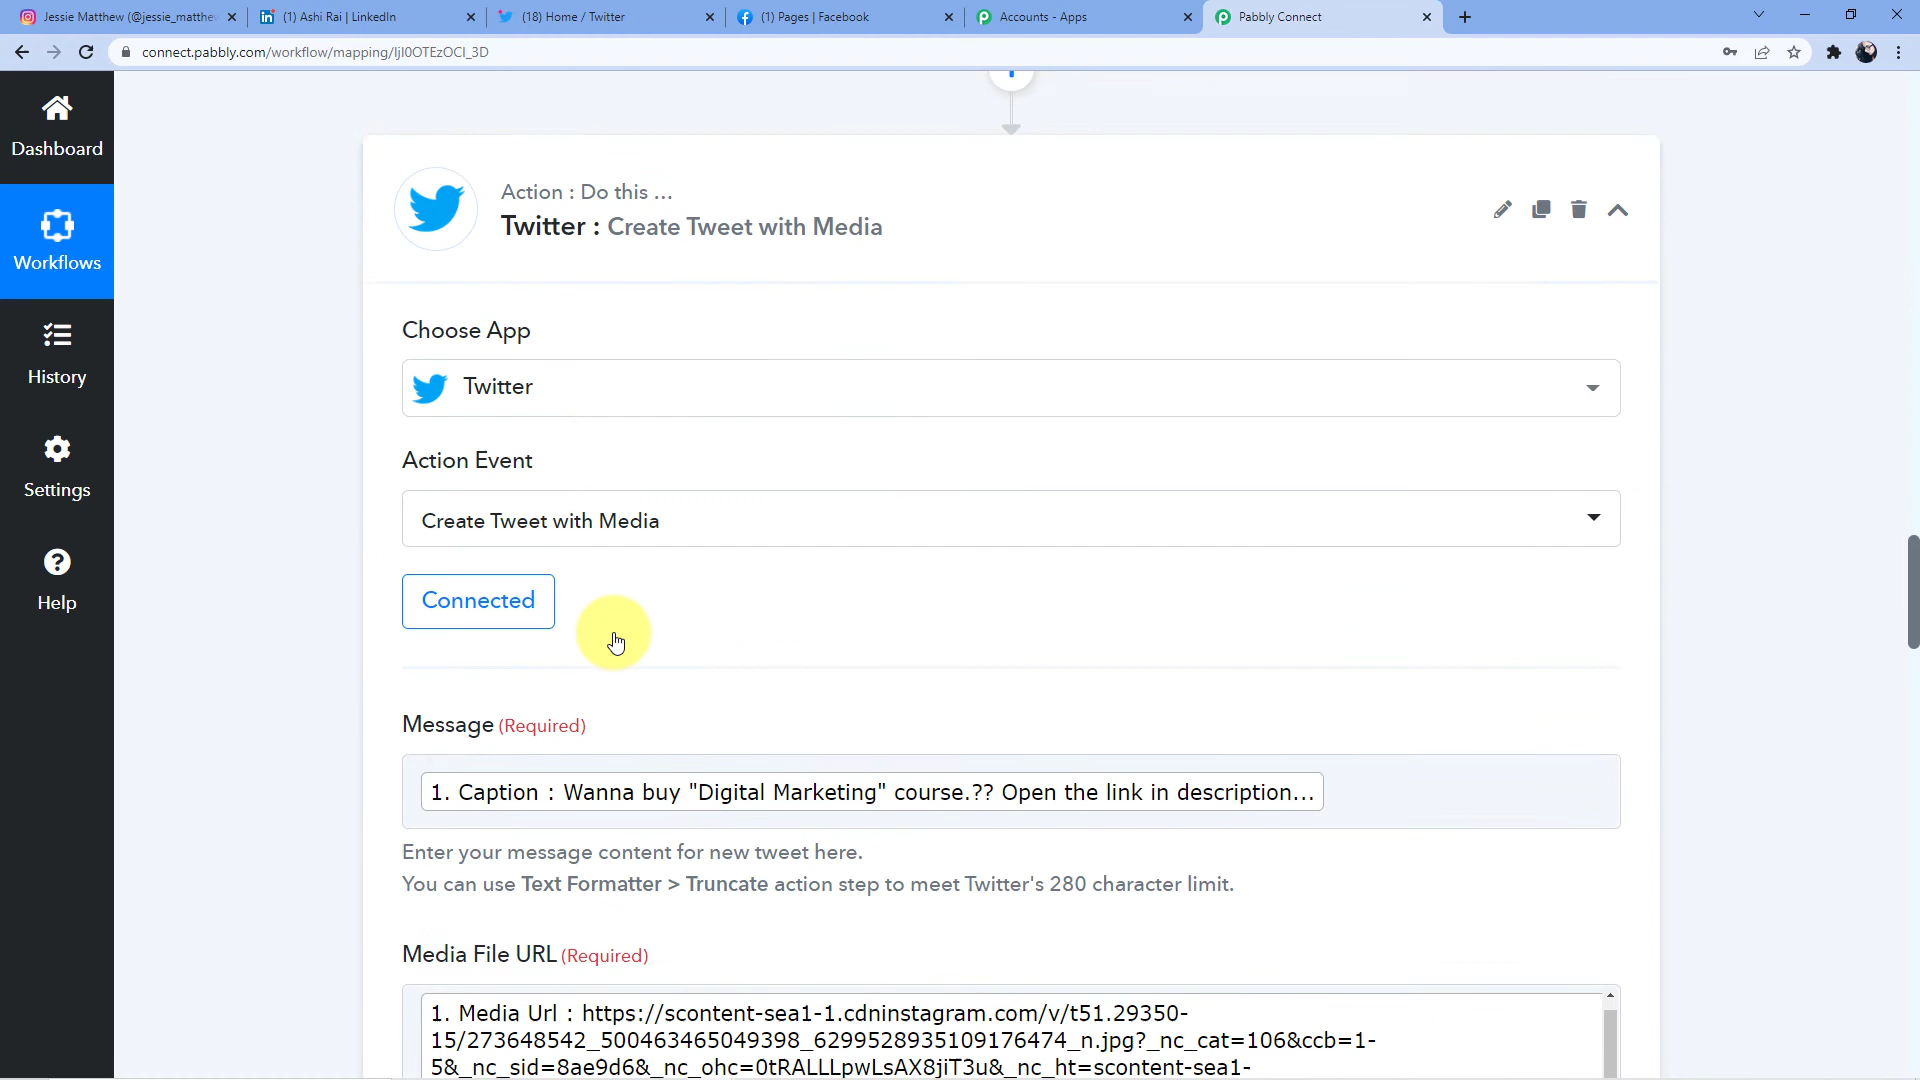 Jessie Matthew (@jessie_matthew
(1) Ashi Rai | LinkedIn
(18) Home / Twitter
(1) Pages | Facebook
Accounts - Apps
Pabbly Connect
connect.pabbly.com/workflow/mapping/IjI0OTEzOCI_3D
Dashboard
Workflows
History
Settings
Help
Action : Do this ...
Twitter : Create Tweet with Media
Choose App
Twitter
Action Event
Create Tweet with Media
Connected
Message (Required)
1. Caption : Wanna buy "Digital Marketing" course.?? Open the link in description...
Enter your message content for new tweet here.
You can use Text Formatter > Truncate action step to meet Twitter's 280 character limit.
Media File URL (Required)
1. Media Url : https://scontent-sea1-1.cdninstagram.com/v/t51.29350-
15/273648542_500463465049398_6299528935109176474_n.jpg?_nc_cat=106&ccb=1-
5&_nc_sid=8ae9d6&_nc_ohc=0tRALLLpwLsAX8jiT3u&_nc_ht=scontent-sea1-